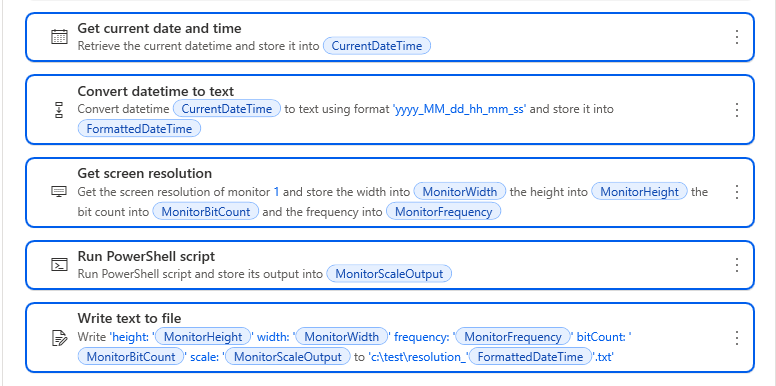 Get current date and time
Retrieve the current datetime and store it into CurrentDateTime
Convert datetime to text
Convert datetime CurrentDateTime to text using format 'yyyy_MM_dd_hh_mm_ss' and store it into
FormattedDateTime
Get screen resolution
Get the screen resolution of monitor 1 and store the width into MonitorWidth the height into MonitorHeight the
bit count into MonitorBitCount and the frequency into MonitorFrequency
Run PowerShell script
Run PowerShell script and store its output into MonitorScaleOutput
Write text to file
Write 'height: ' MonitorHeight ' width: ' MonitorWidth ' frequency: ' MonitorFrequency ' bitCount: '
MonitorBitCount ' scale: ' MonitorScaleOutput to 'c:\test\resolution_' FormattedDateTime '.txt'